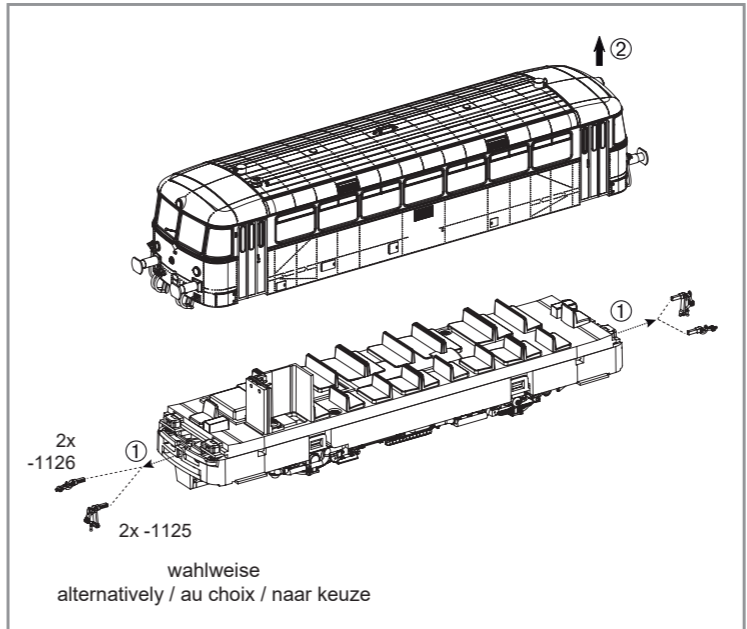 ②
①
①
2x
-1126
2x -1125
wahlweise
alternatively / au choix / naar keuze